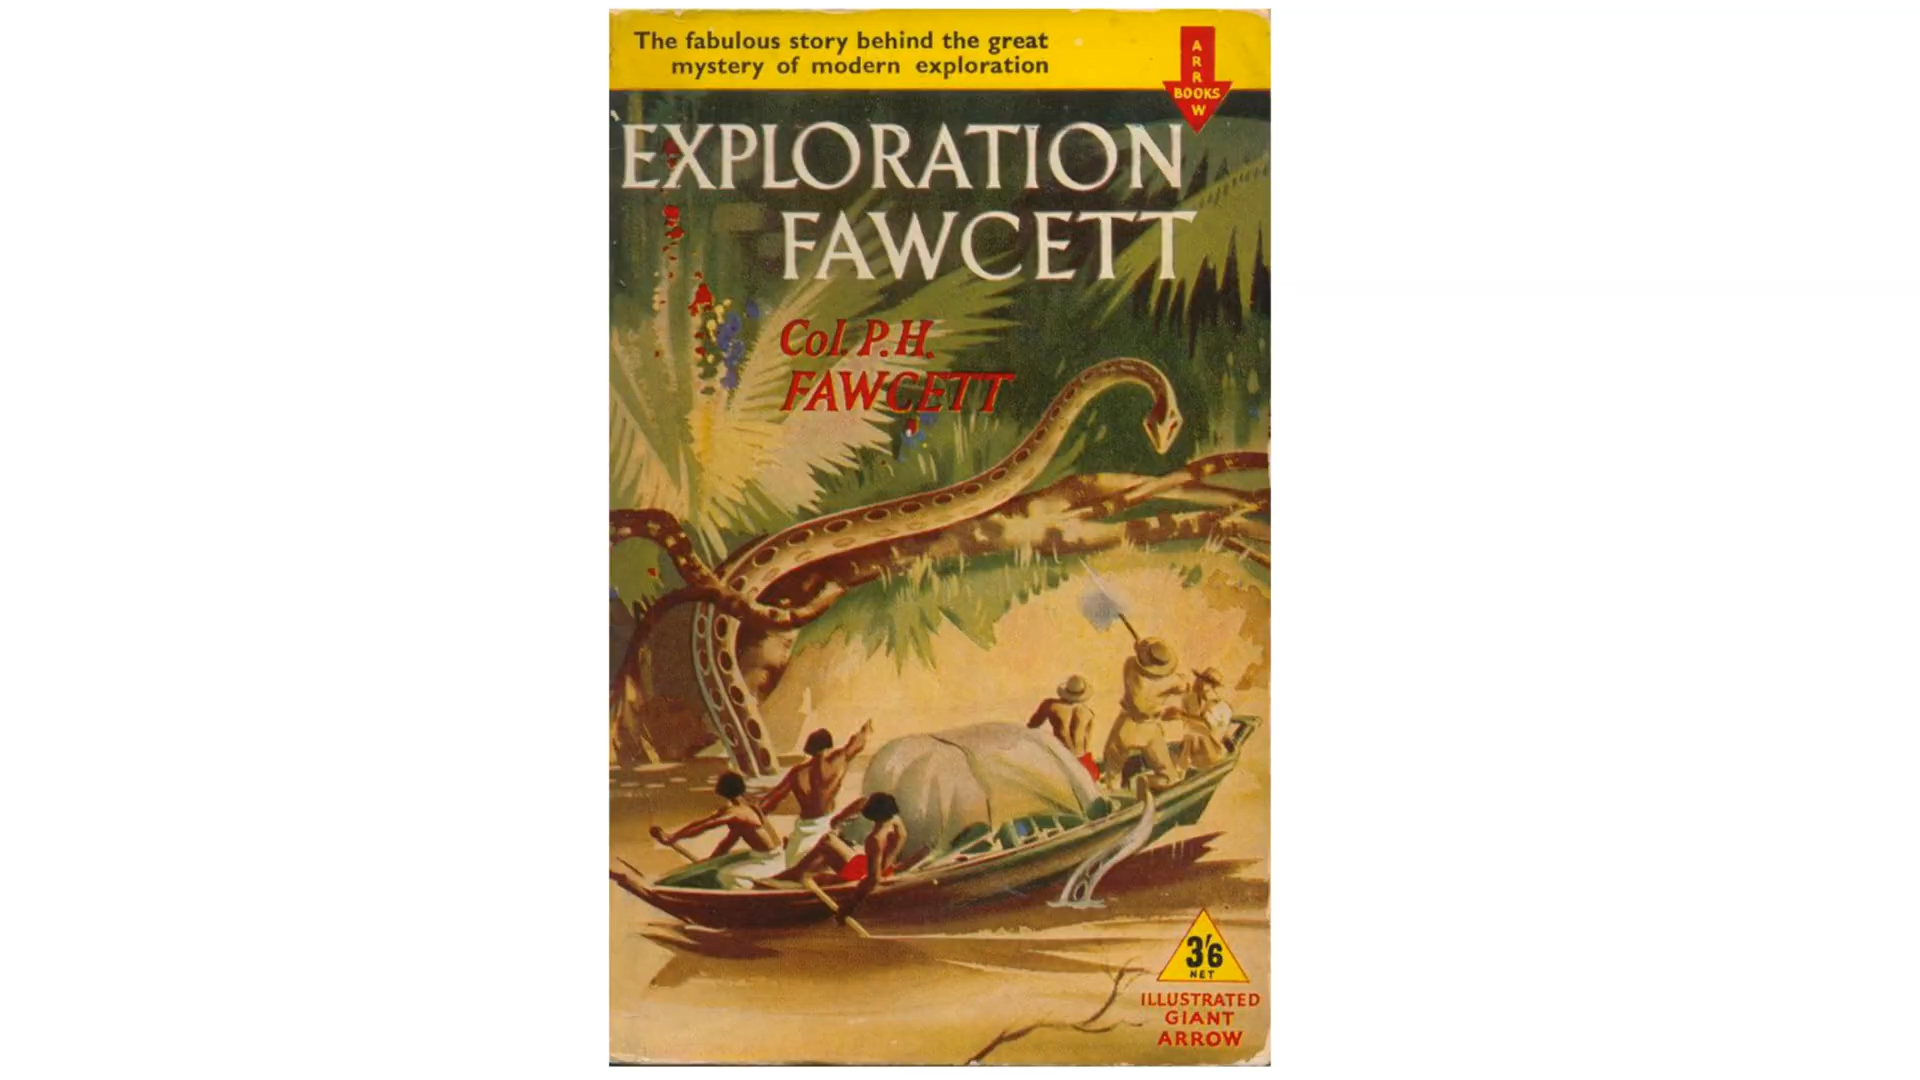 The fabulous story behind the great
mystery of modern exploration
ARROW
BOOKS
EXPLORATION
FAWCETT
Col. P. H.
FAWCETT
3'6
NET
ILLUSTRATED
GIANT
ARROW